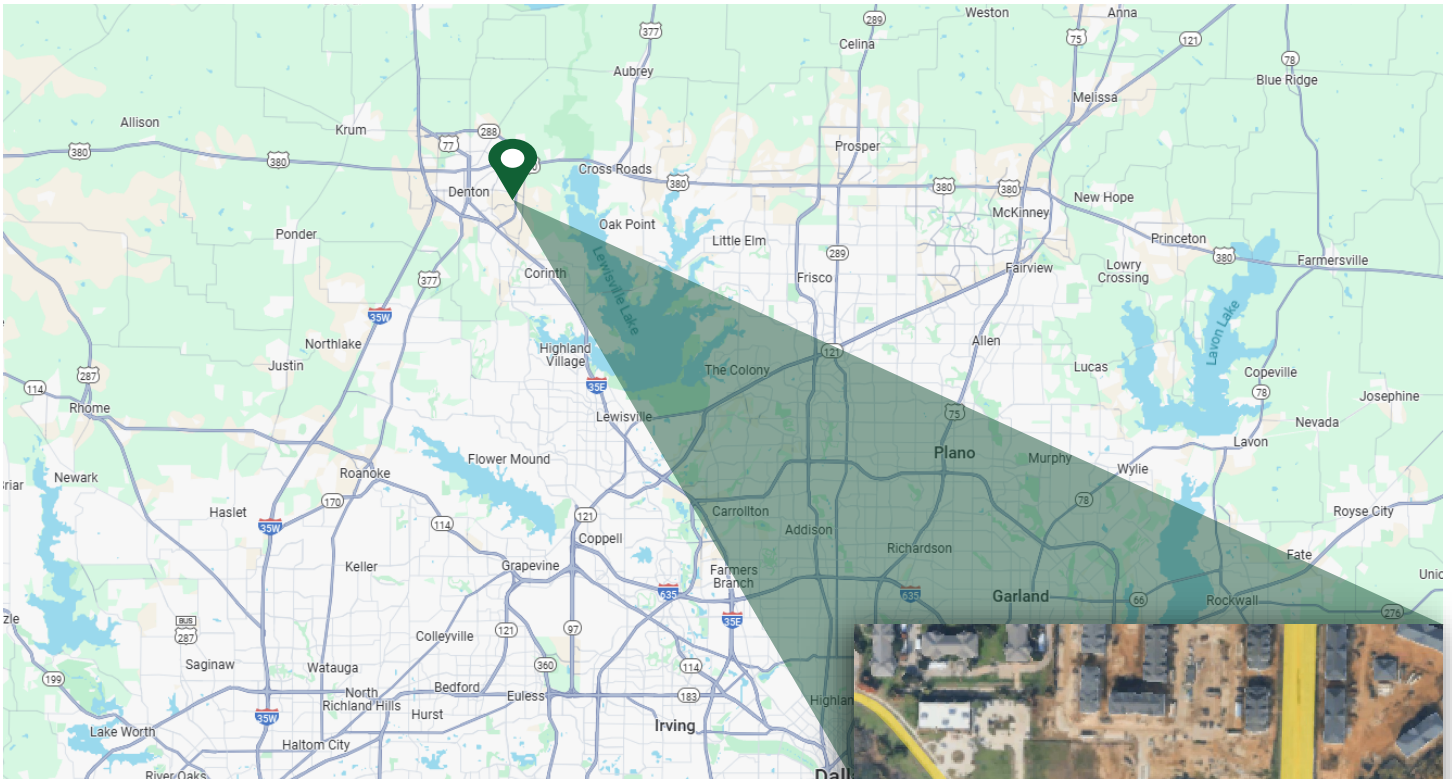 289
Weston
Anna
377
75
121
Celina
78
Aubrey
Blue Ridge
Melissa
Allison
Krum
288
77
380
380
Prosper
Cross Roads
380
380
380
Denton
New Hope
McKinney
Oak Point
Ponder
Little Elm
Princeton
289
380
Farmersville
Corinth
Lewisville Lake
Frisco
Fairview
Lowry
Crossing
377
35W
Lavon Lake
Northlake
Highland
Village
121
Allen
Justin
The Colony
Lucas
Copeville
287
114
35E
78
Josephine
Rhome
Lewisville
75
Nevada
Lavon
Plano
Murphy
Flower Mound
Wylie
Newark
Roanoke
170
78
Haslet
Carrollton
Royse City
35W
114
121
Addison
Coppell
Richardson
Fate
Keller
Grapevine
Farmers
Branch
635
635
Garland
66
Rockwall
276
35E
BUS
287
Colleyville
121
97
Saginaw
Watauga
360
114
199
North
Richland Hills
Bedford
Euless
183
35W
Hurst
Irving
Lake Worth
Haltom City
River Oaks